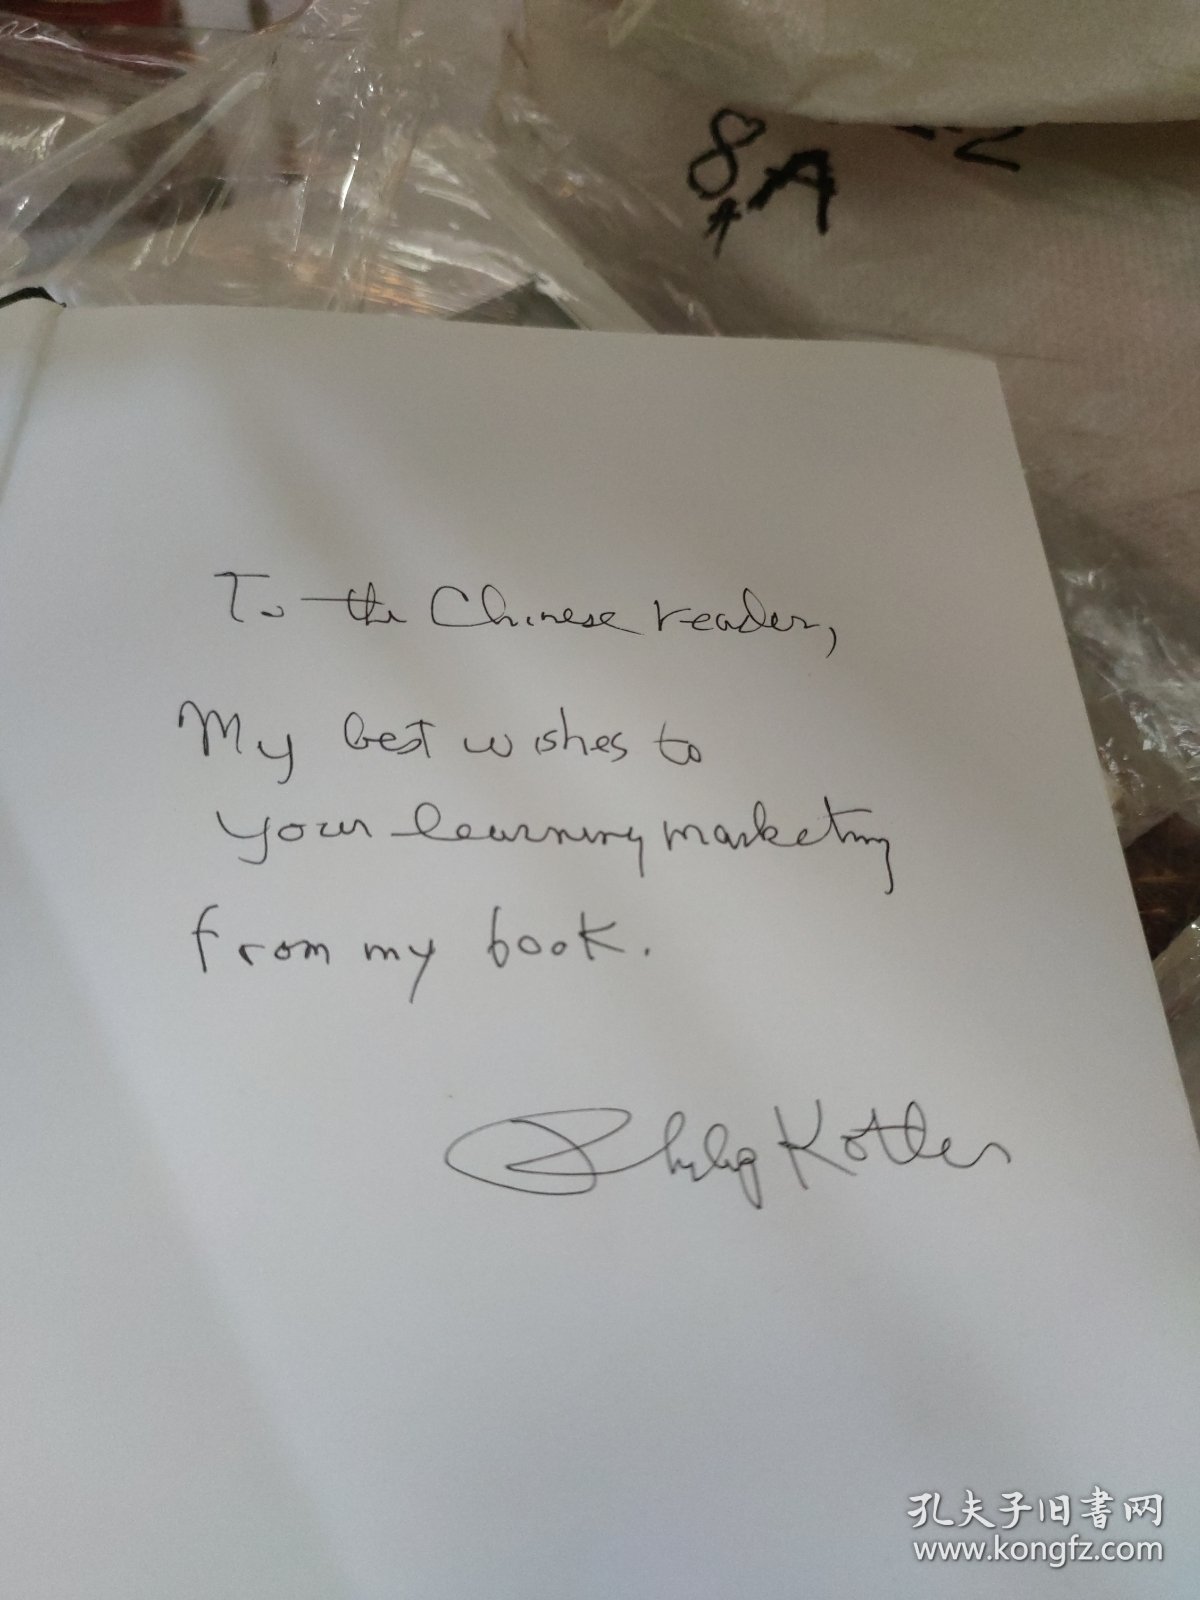 8A
To the Chinese reader,
My best wishes to
your learning marketing
from my book.
Philip Kotler
孔夫子旧书网
www.kongfz.com